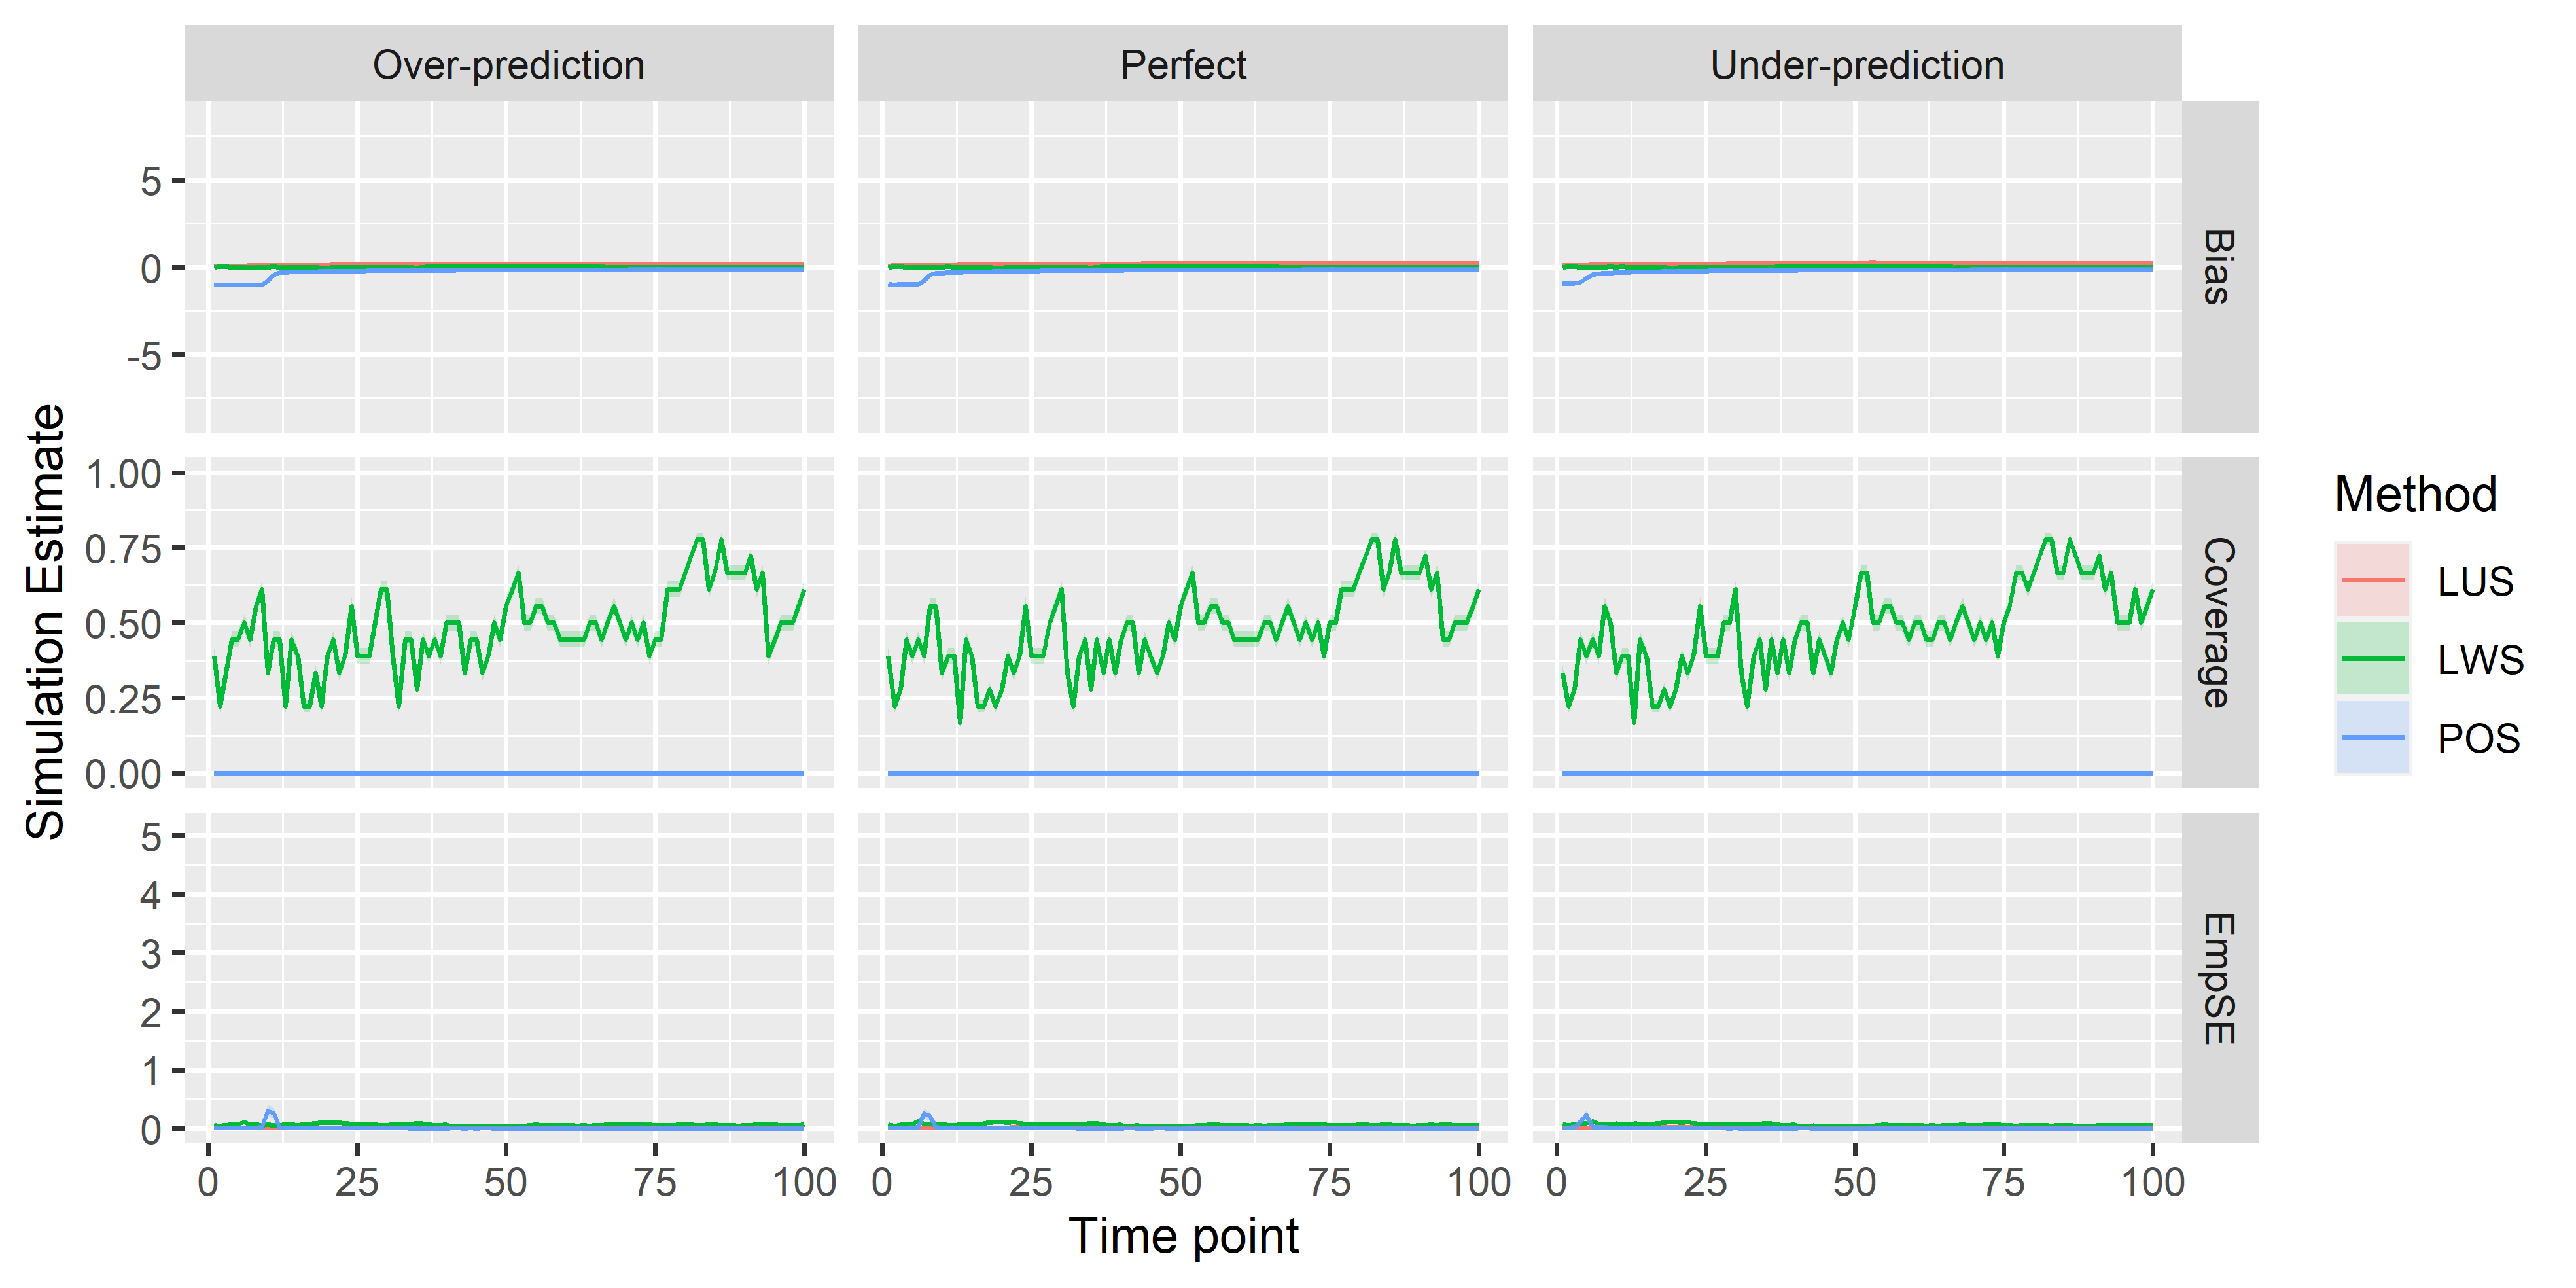 Over-prediction
Perfect
Under-prediction
5
0
-5
Bias
1.00
0.75
0.50
0.25
0.00
Coverage
5
4
3
2
1
0
EmpSE
0 25 50 75 100
0 25 50 75 100
0 25 50 75 100
Time point
Simulation Estimate
Method
LUS
LWS
POS